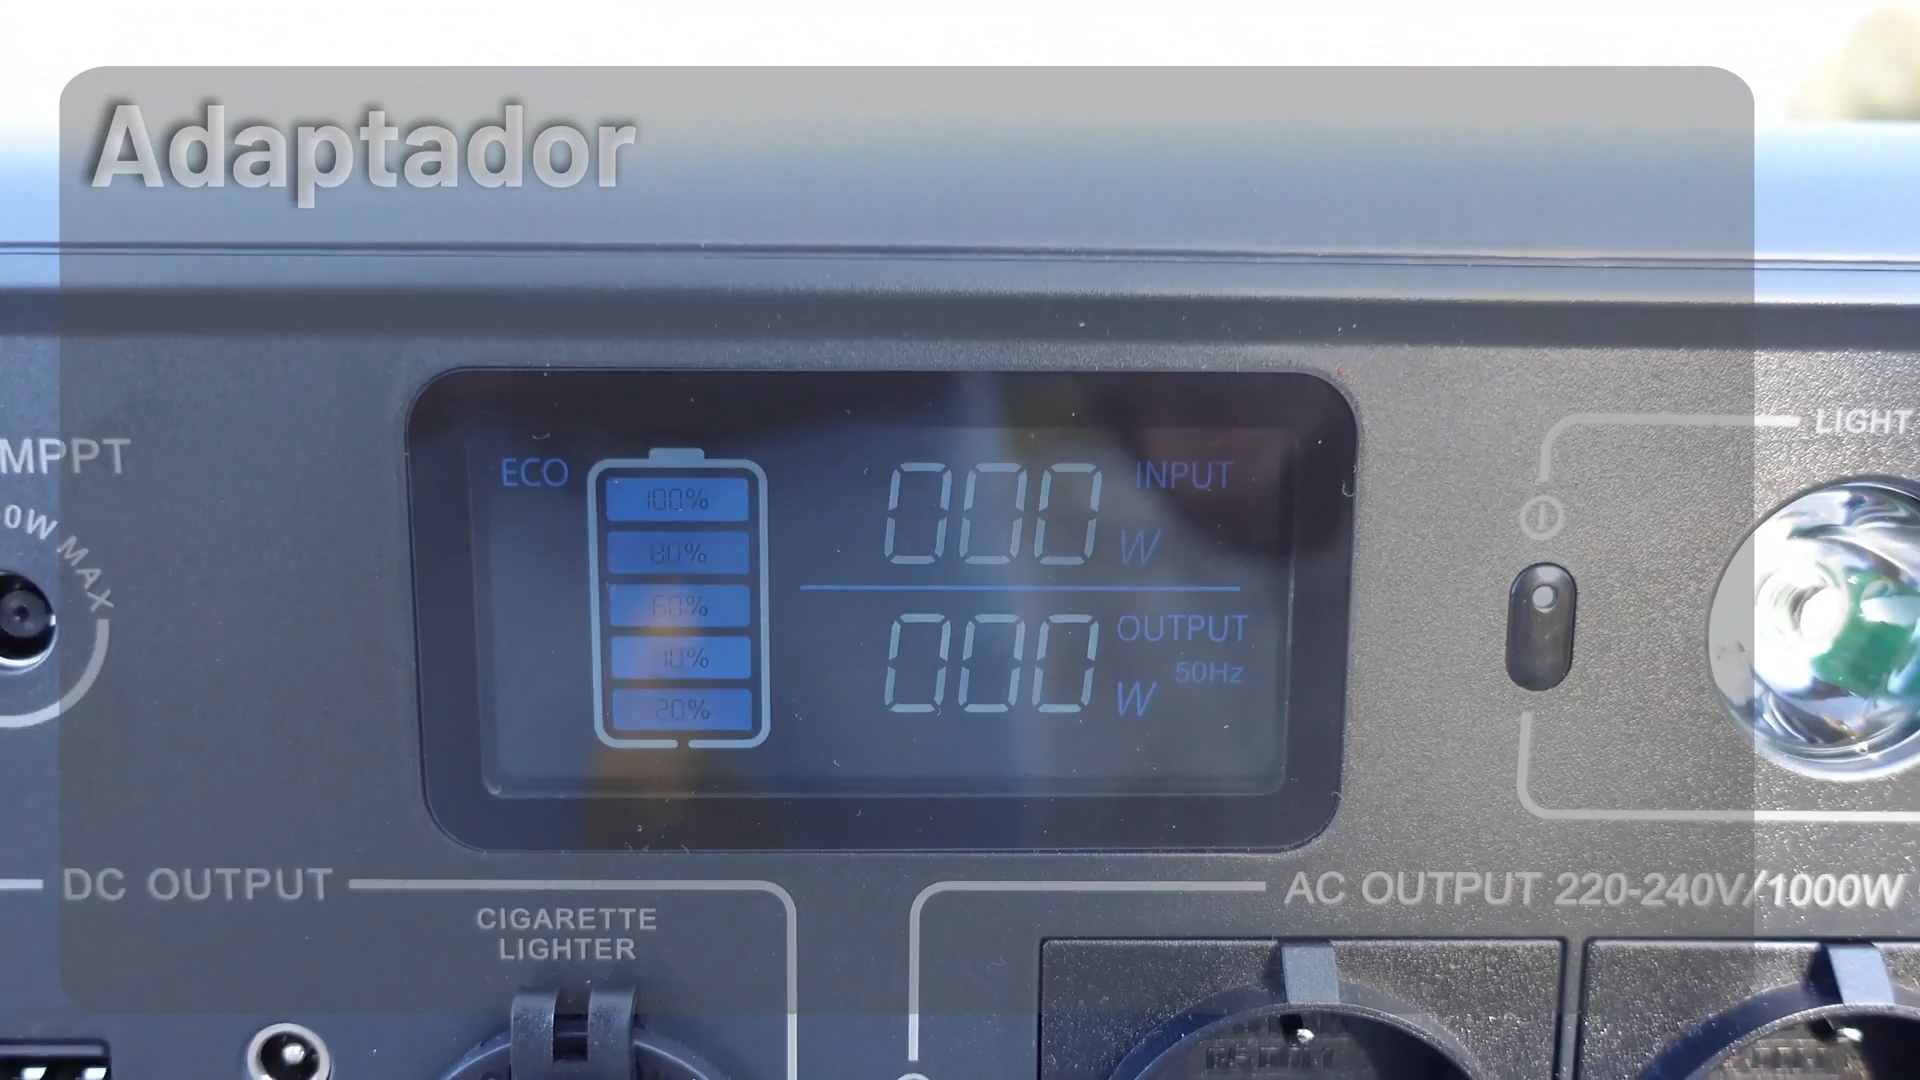 Adaptador
MPPT
0W MAX
ECO
100%
80%
60%
20%
000 W INPUT
000 W OUTPUT
50Hz
LIGHT
DC OUTPUT
CIGARETTE
LIGHTER
AC OUTPUT 220-240V/1000W